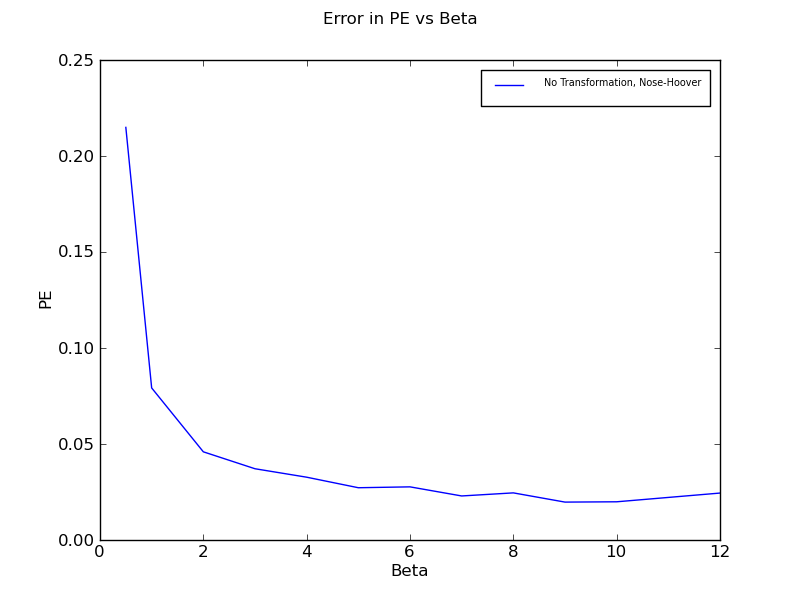 Error in PE vs Beta
No Transformation, Nose-Hoover
0.25
0.20
0.15
0.10
0.05
0.00
PE
0 2 4 6 8 10 12
Beta